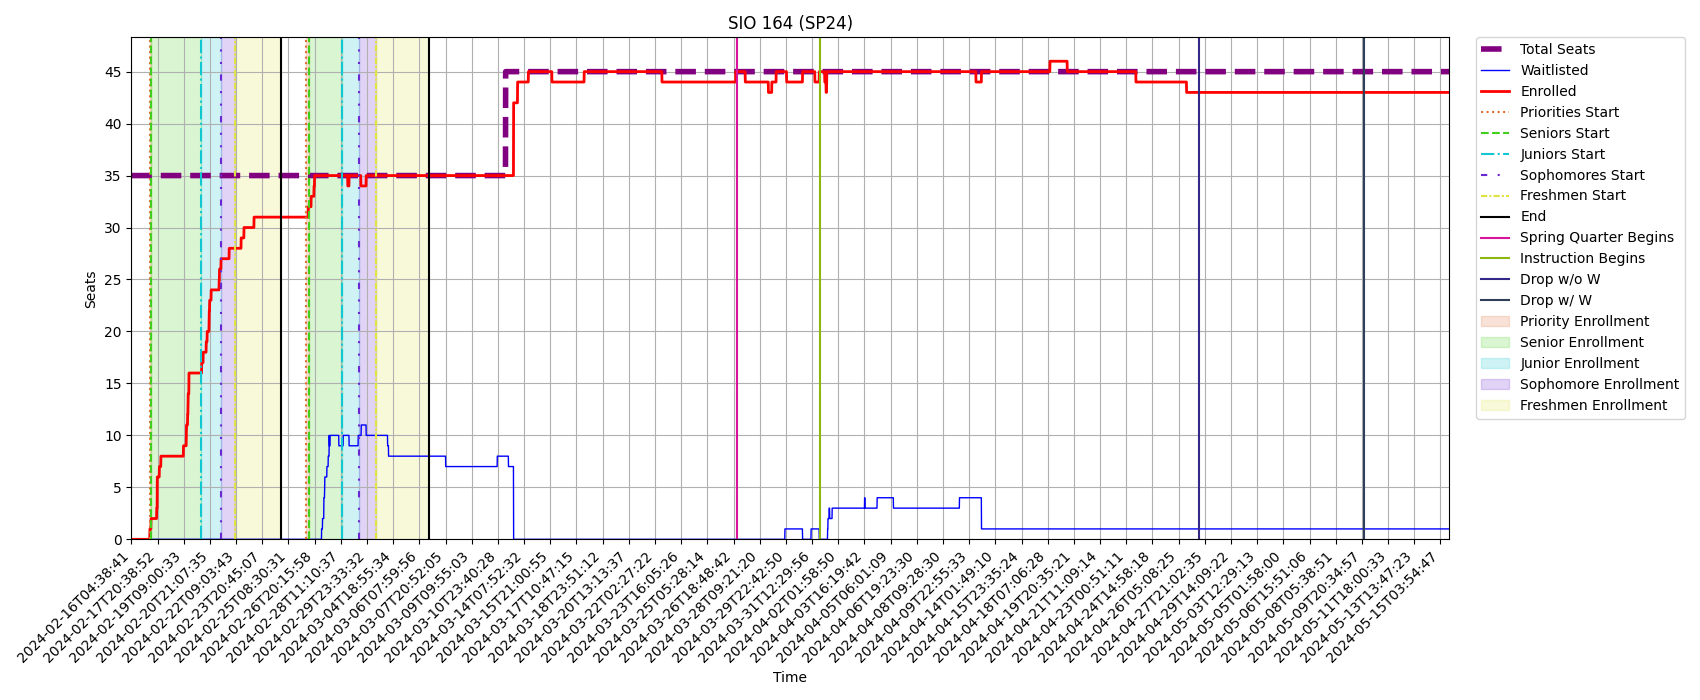 SIO 164 (SP24)
Seats
45
40
35
30
25
20
15
10
5
0
2024-02-16T04:38:41
2024-02-17T20:38:52
2024-02-19T09:00:33
2024-02-20T21:07:35
2024-02-22T09:03:43
2024-02-23T20:45:07
2024-02-25T08:30:31
2024-02-26T20:15:58
2024-02-28T11:10:37
2024-02-29T23:33:32
2024-03-04T18:55:34
2024-03-06T07:59:56
2024-03-07T20:52:05
2024-03-09T09:55:03
2024-03-10T23:40:28
2024-03-14T07:52:32
2024-03-15T21:00:55
2024-03-17T10:47:15
2024-03-18T23:51:12
2024-03-20T13:13:37
2024-03-22T02:27:22
2024-03-23T16:05:26
2024-03-25T05:28:14
2024-03-26T18:48:42
2024-03-28T09:21:20
2024-03-29T22:42:50
2024-03-31T12:29:56
2024-04-02T01:58:50
2024-04-03T16:19:42
2024-04-05T06:01:09
2024-04-06T19:23:30
2024-04-08T09:28:30
2024-04-09T22:55:33
2024-04-14T01:49:10
2024-04-15T23:35:24
2024-04-18T07:06:28
2024-04-19T20:35:21
2024-04-21T11:09:14
2024-04-23T00:51:11
2024-04-24T14:58:18
2024-04-26T05:08:25
2024-04-27T21:02:35
2024-04-29T14:09:22
2024-05-03T12:29:13
2024-05-05T01:58:00
2024-05-06T15:51:06
2024-05-08T05:38:51
2024-05-09T20:34:57
2024-05-11T18:00:33
2024-05-13T13:47:23
2024-05-15T03:54:47
Time
Total Seats
Waitlisted
Enrolled
Priorities Start
Seniors Start
Juniors Start
Sophomores Start
Freshmen Start
End
Spring Quarter Begins
Instruction Begins
Drop w/o W
Drop w/ W
Priority Enrollment
Senior Enrollment
Junior Enrollment
Sophomore Enrollment
Freshmen Enrollment